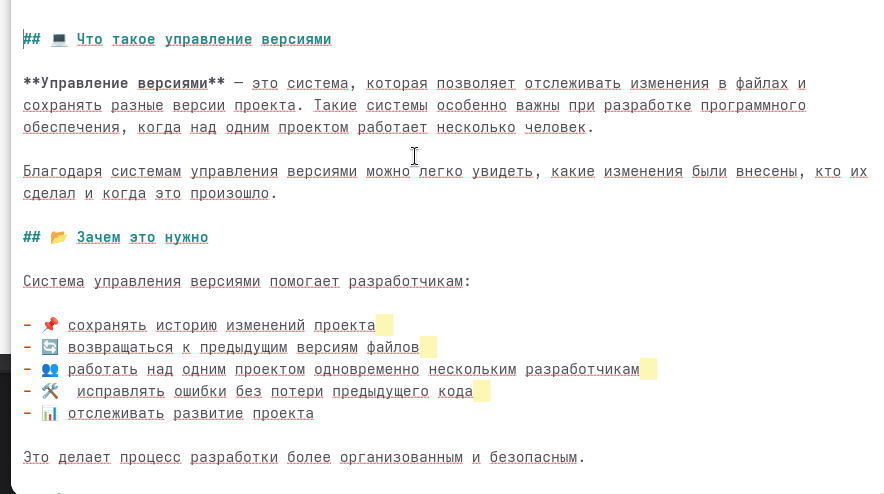 ## 💻 Что такое управление версиями
**Управление версиями** — это система, которая позволяет отслеживать изменения в файлах и
сохранять разные версии проекта. Такие системы особенно важны при разработке программного
обеспечения, когда над одним проектом работает несколько человек.
Благодаря системам управления версиями можно легко увидеть, какие изменения были внесены, кто их
сделал и когда это произошло.
## 📂 Зачем это нужно
Система управления версиями помогает разработчикам:
- 📌 сохранять историю изменений проекта
- 🔄 возвращаться к предыдущим версиям файлов
- 👥 работать над одним проектом одновременно нескольким разработчикам
- 🛠️ исправлять ошибки без потери предыдущего кода
- 📊 отслеживать развитие проекта
Это делает процесс разработки более организованным и безопасным.